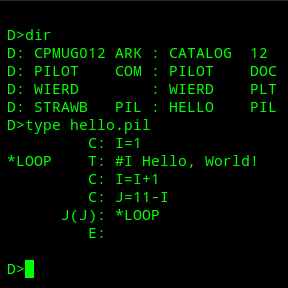 D>dir
D: CPMUG012 ARK : CATALOG  12
D: PILOT    COM : PILOT    DOC
D: WIERD        : WIERD    PLT
D: STRAWB   PIL : HELLO    PIL
D>type hello.pil
         C: I=1
*LOOP    T: #I Hello, World!
         C: I=I+1
         C: J=11-I
      J(J): *LOOP
         E:
D>